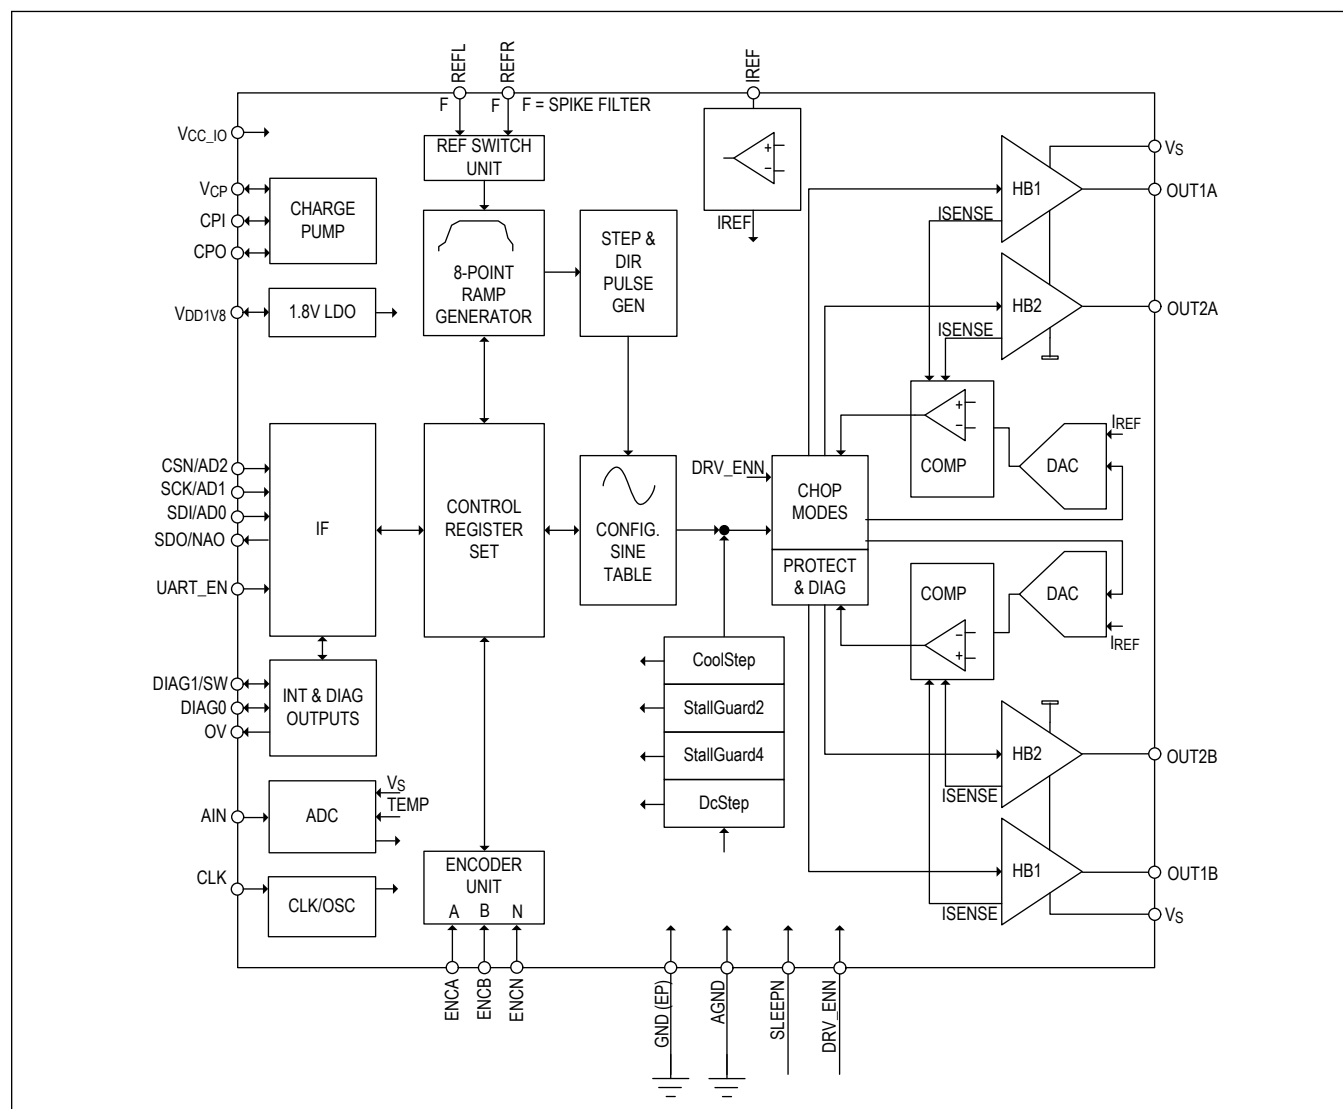 REFL
REFR
IREF
F
F
F = SPIKE FILTER
VCC_IO
REF SWITCH
UNIT
VS
VCP
CPI
CPO
CHARGE
PUMP
IREF
HB1
OUT1A
ISENSE
8-POINT
RAMP
GENERATOR
STEP &
DIR
PULSE
GEN
VDD1V8
1.8V LDO
HB2
OUT2A
ISENSE
COMP
DAC
IREF
CSN/AD2
SCK/AD1
SDI/AD0
SDO/NAO
UART_EN
IF
CONTROL
REGISTER
SET
CONFIG.
SINE
TABLE
DRV_ENN
CHOP
MODES
PROTECT
& DIAG
COMP
DAC
IREF
DIAG1/SW
DIAG0
OV
INT & DIAG
OUTPUTS
CoolStep
StallGuard2
StallGuard4
DcStep
HB2
OUT2B
ISENSE
AIN
ADC
VS
TEMP
CLK
CLK/OSC
ENCODER
UNIT
A B N
HB1
OUT1B
ISENSE
VS
ENCA
ENCB
ENCN
GND (EP)
AGND
SLEEPN
DRV_ENN